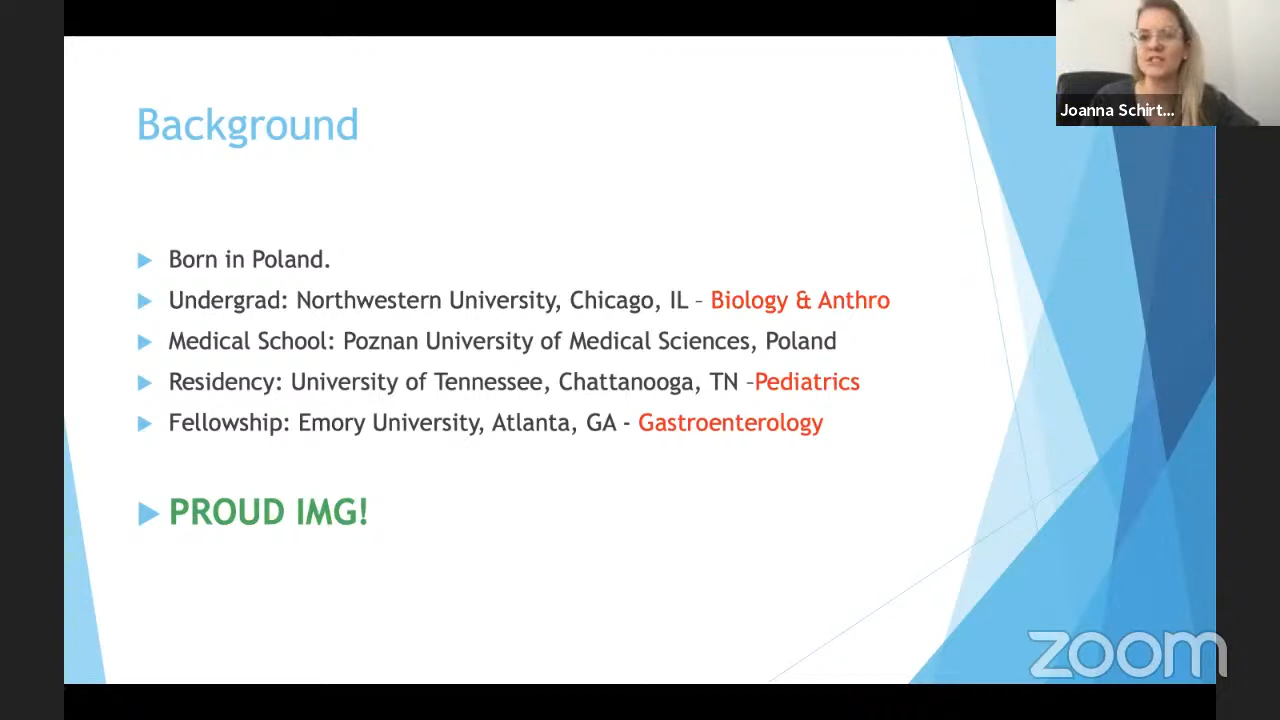 Joanna Schirt...
Background
Born in Poland.
Undergrad: Northwestern University, Chicago, IL – Biology & Anthro
Medical School: Poznan University of Medical Sciences, Poland
Residency: University of Tennessee, Chattanooga, TN –Pediatrics
Fellowship: Emory University, Atlanta, GA - Gastroenterology
PROUD IMG!
zoom